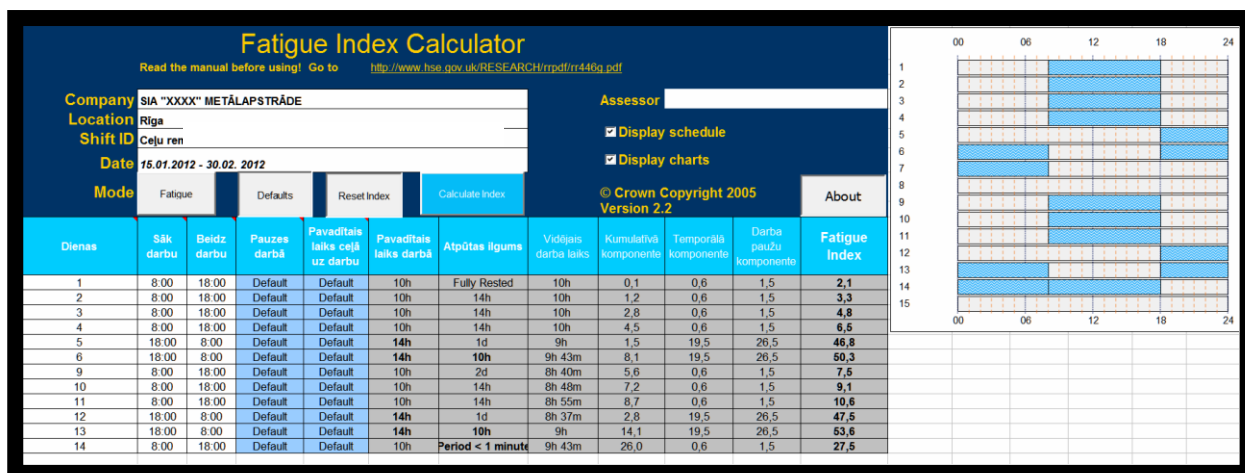 Fatigue Index Calculator
Read the manual before using! Go to http://www.hse.gov.uk/RESEARCH/rrpdf/rr446g.pdf
Company SIA "XXXX" METĀLAPSTRĀDE
Assessor
Location Rīga
Shift ID Ceļu ren
Display schedule
Date 15.01.2012 - 30.02. 2012
Display charts
Mode Fatigue Defaults Reset Index Calculate Index
© Crown Copyright 2005
Version 2.2
About
Dienas Sāk darbu Beidz darbu Pauzes darbā Pavadītais laiks ceļā uz darbu Pavadītais laiks darbā Atpūtas ilgums Vidējais darba laiks Kumulatīvā komponente Temporālā komponente Darba paužu komponente Fatigue Index
1 8:00 18:00 Default Default 10h Fully Rested 10h 0,1 0,6 1,5 2,1
2 8:00 18:00 Default Default 10h 14h 10h 1,2 0,6 1,5 3,3
3 8:00 18:00 Default Default 10h 14h 10h 2,8 0,6 1,5 4,8
4 8:00 18:00 Default Default 10h 14h 10h 4,5 0,6 1,5 6,5
5 18:00 8:00 Default Default 14h 1d 9h 1,5 19,5 26,5 46,8
6 18:00 8:00 Default Default 14h 10h 9h 43m 8,1 19,5 26,5 50,3
9 8:00 18:00 Default Default 10h 2d 8h 40m 5,6 0,6 1,5 7,5
10 8:00 18:00 Default Default 10h 14h 8h 48m 7,2 0,6 1,5 9,1
11 8:00 18:00 Default Default 10h 14h 8h 55m 8,7 0,6 1,5 10,6
12 18:00 8:00 Default Default 14h 1d 8h 37m 2,8 19,5 26,5 47,5
13 18:00 8:00 Default Default 14h 10h 9h 14,1 19,5 26,5 53,6
14 8:00 18:00 Default Default 10h Period < 1 minute 9h 43m 26,0 0,6 1,5 27,5
00 06 12 18 24
1
2
3
4
5
6
7
8
9
10
11
12
13
14
15
00 06 12 18 24